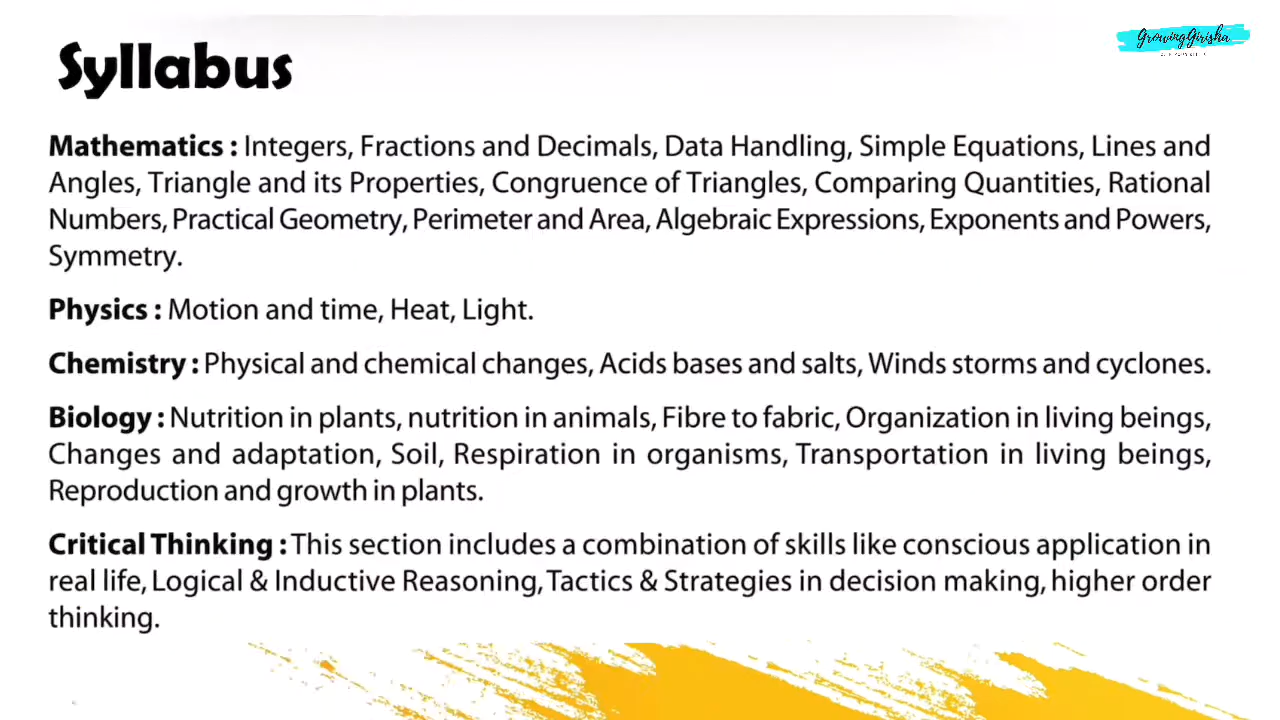 Syllabus
GrowingGirisha
Mathematics : Integers, Fractions and Decimals, Data Handling, Simple Equations, Lines and
Angles, Triangle and its Properties, Congruence of Triangles, Comparing Quantities, Rational
Numbers, Practical Geometry, Perimeter and Area, Algebraic Expressions, Exponents and Powers,
Symmetry.
Physics : Motion and time, Heat, Light.
Chemistry : Physical and chemical changes, Acids bases and salts, Winds storms and cyclones.
Biology : Nutrition in plants, nutrition in animals, Fibre to fabric, Organization in living beings,
Changes and adaptation, Soil, Respiration in organisms, Transportation in living beings,
Reproduction and growth in plants.
Critical Thinking : This section includes a combination of skills like conscious application in
real life, Logical & Inductive Reasoning, Tactics & Strategies in decision making, higher order
thinking.